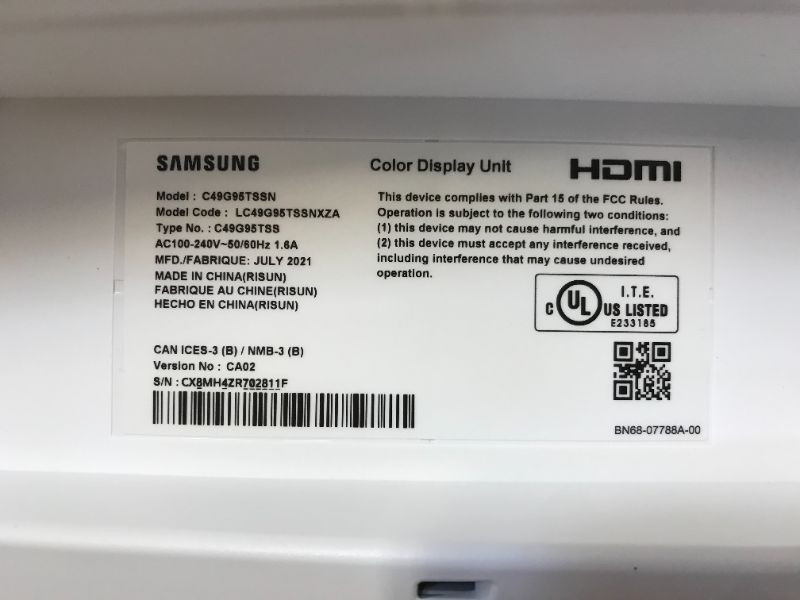 SAMSUNG
Color Display Unit
HDMI
Model : C49G95TSSN
Model Code : LC49G95TSSNXZA
Type No. : C49G95TSS
AC100-240V~50/60Hz 1.6A
MFD./FABRIQUE: JULY 2021
MADE IN CHINA(RISUN)
FABRIQUE AU CHINE(RISUN)
HECHO EN CHINA(RISUN)
This device complies with Part 15 of the FCC Rules.
Operation is subject to the following two conditions:
(1) this device may not cause harmful interference, and
(2) this device must accept any interference received,
including interference that may cause undesired
operation.
I.T.E.
C UL US LISTED
E233185
CAN ICES-3 (B) / NMB-3 (B)
Version No : CA02
S/N : CX8MH4ZR702811F
BN68-07788A-00